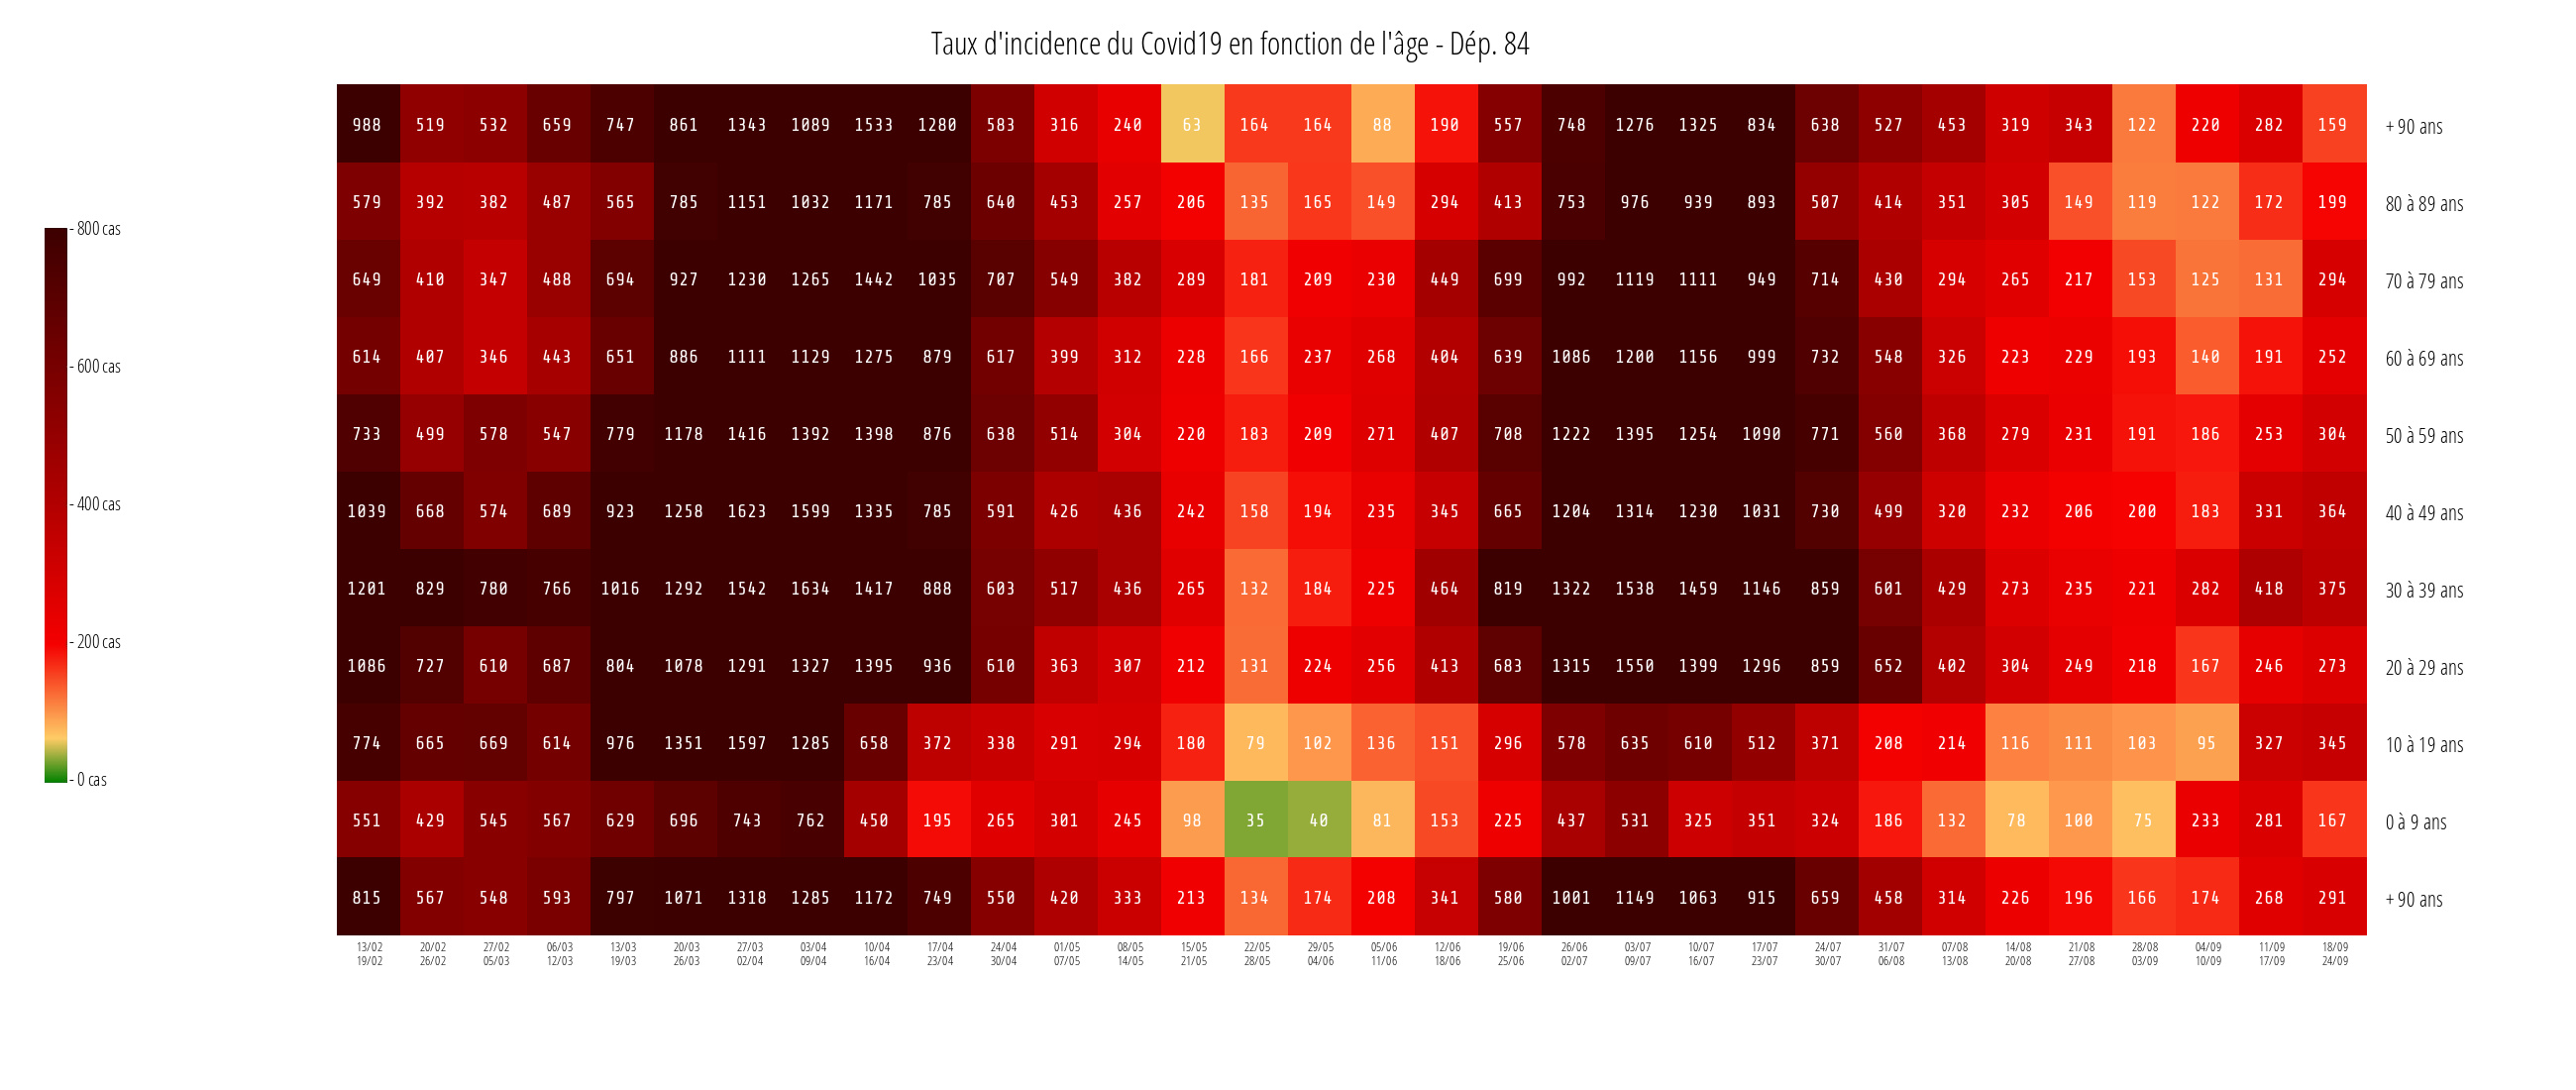 Taux d'incidence du Covid19 en fonction de l'âge - Dép. 84
- 800 cas
- 600 cas
- 400 cas
- 200 cas
- 0 cas
988 519 532 659 747 861 1343 1089 1533 1280 583 316 240 63 164 164 88 190 557 748 1276 1325 834 638 527 453 319 343 122 220 282 159 + 90 ans
579 392 382 487 565 785 1151 1032 1171 785 640 453 257 206 135 165 149 294 413 753 976 939 893 507 414 351 305 149 119 122 172 199 80 à 89 ans
649 410 347 488 694 927 1230 1265 1442 1035 707 549 382 289 181 209 230 449 699 992 1119 1111 949 714 430 294 265 217 153 125 131 294 70 à 79 ans
614 407 346 443 651 886 1111 1129 1275 879 617 399 312 228 166 237 268 404 639 1086 1200 1156 999 732 548 326 223 229 193 140 191 252 60 à 69 ans
733 499 578 547 779 1178 1416 1392 1398 876 638 514 304 220 183 209 271 407 708 1222 1395 1254 1090 771 560 368 279 231 191 186 253 304 50 à 59 ans
1039 668 574 689 923 1258 1623 1599 1335 785 591 426 436 242 158 194 235 345 665 1204 1314 1230 1031 730 499 320 232 206 200 183 331 364 40 à 49 ans
1201 829 780 766 1016 1292 1542 1634 1417 888 603 517 436 265 132 184 225 464 819 1322 1538 1459 1146 859 601 429 273 235 221 282 418 375 30 à 39 ans
1086 727 610 687 804 1078 1291 1327 1395 936 610 363 307 212 131 224 256 413 683 1315 1550 1399 1296 859 652 402 304 249 218 167 246 273 20 à 29 ans
774 665 669 614 976 1351 1597 1285 658 372 338 291 294 180 79 102 136 151 296 578 635 610 512 371 208 214 116 111 103 95 327 345 10 à 19 ans
551 429 545 567 629 696 743 762 450 195 265 301 245 98 35 40 81 153 225 437 531 325 351 324 186 132 78 100 75 233 281 167 0 à 9 ans
815 567 548 593 797 1071 1318 1285 1172 749 550 420 333 213 134 174 208 341 580 1001 1149 1063 915 659 458 314 226 196 166 174 268 291 + 90 ans
13/02 20/02 27/02 06/03 13/03 20/03 27/03 03/04 10/04 17/04 24/04 01/05 08/05 15/05 22/05 29/05 05/06 12/06 19/06 26/06 03/07 10/07 17/07 24/07 31/07 07/08 14/08 21/08 28/08 04/09 11/09 18/09
19/02 26/02 05/03 12/03 19/03 26/03 02/04 09/04 16/04 23/04 30/04 07/05 14/05 21/05 28/05 04/06 11/06 18/06 25/06 02/07 09/07 16/07 23/07 30/07 06/08 13/08 20/08 27/08 03/09 10/09 17/09 24/09